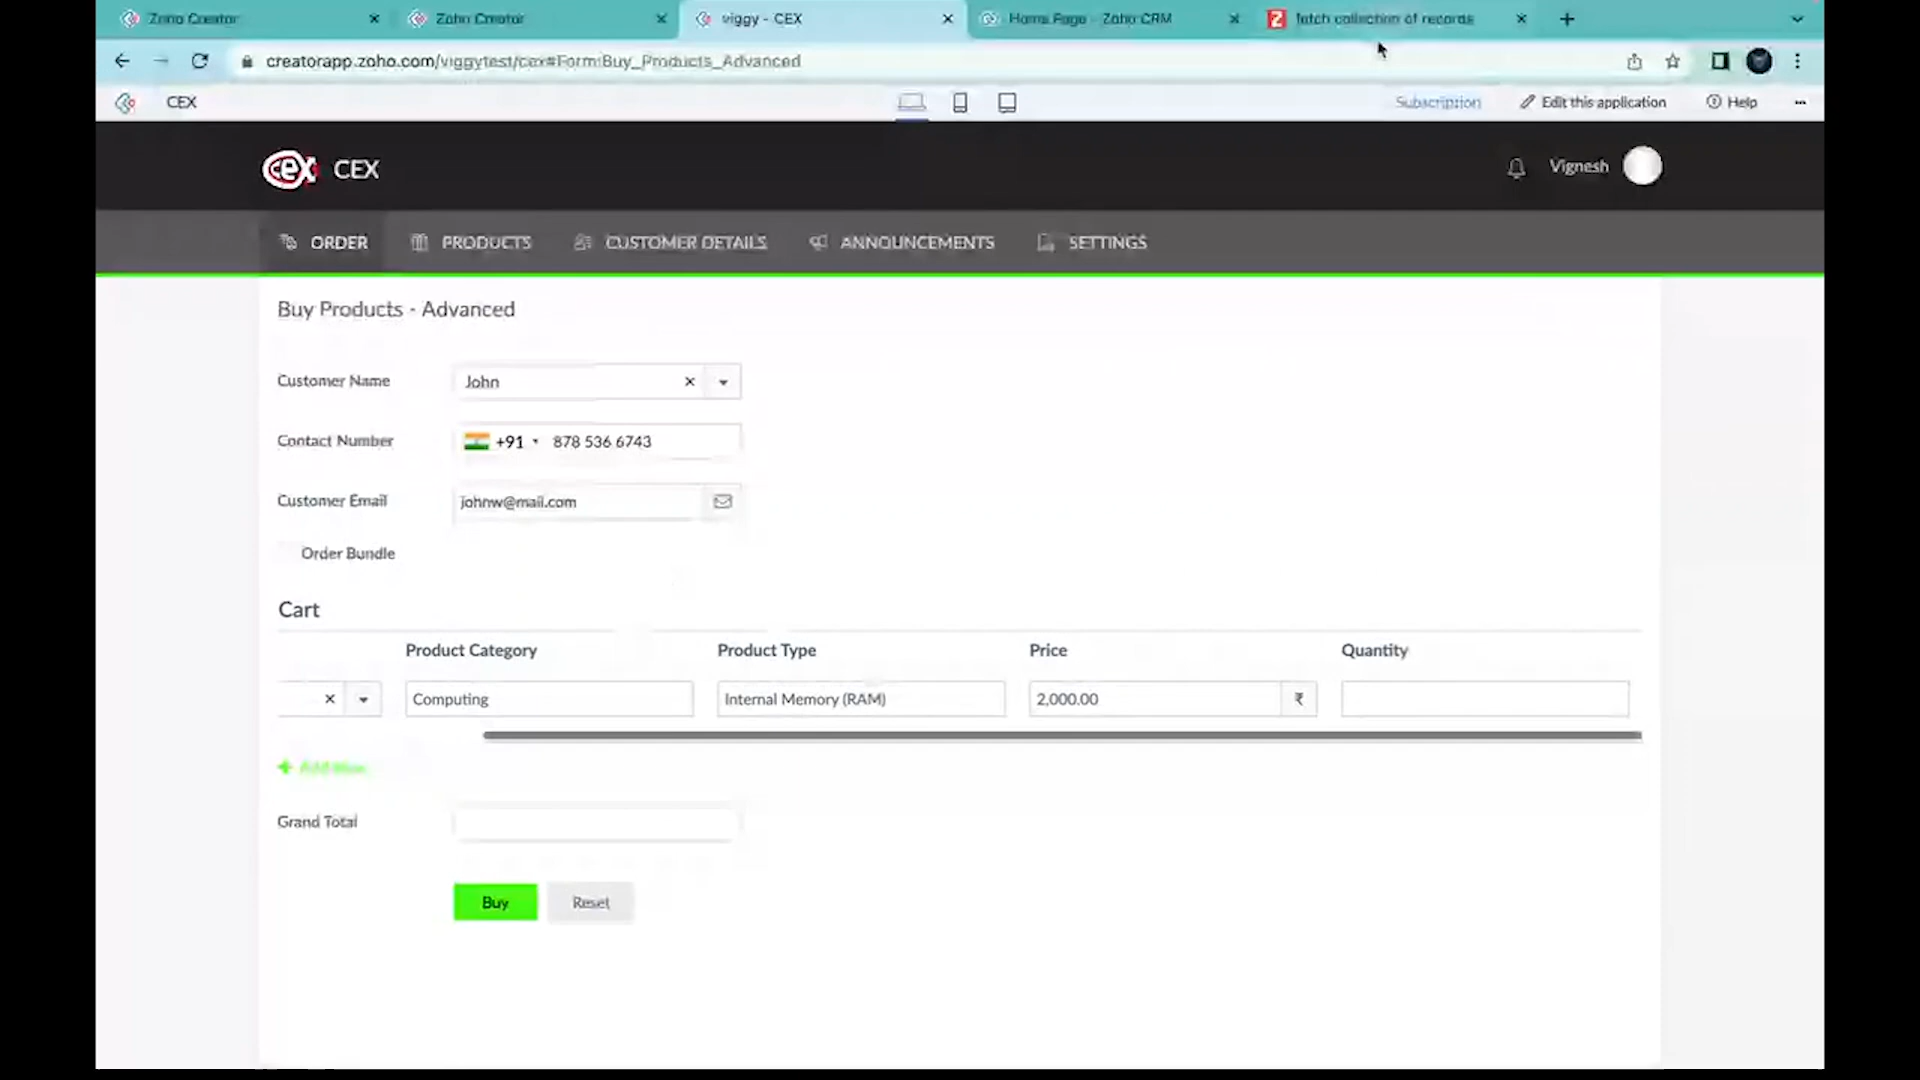 Zoho Creator
Zoho Creator
viggy - CEX
Home Page - Zoho CRM
fetch collection of records
creatorapp.zoho.com/viggytest/cex#Form:Buy_Products_Advanced
CEX
Subscription
Edit this application
Help
cex CEX
Vignesh
ORDER
PRODUCTS
CUSTOMER DETAILS
ANNOUNCEMENTS
SETTINGS
Buy Products - Advanced
Customer Name
John
Contact Number
+91 878 536 6743
Customer Email
johnw@mail.com
Order Bundle
Cart
Product Category
Product Type
Price
Quantity
Computing
Internal Memory (RAM)
2,000.00 ₹
+ Add New
Grand Total
Buy
Reset